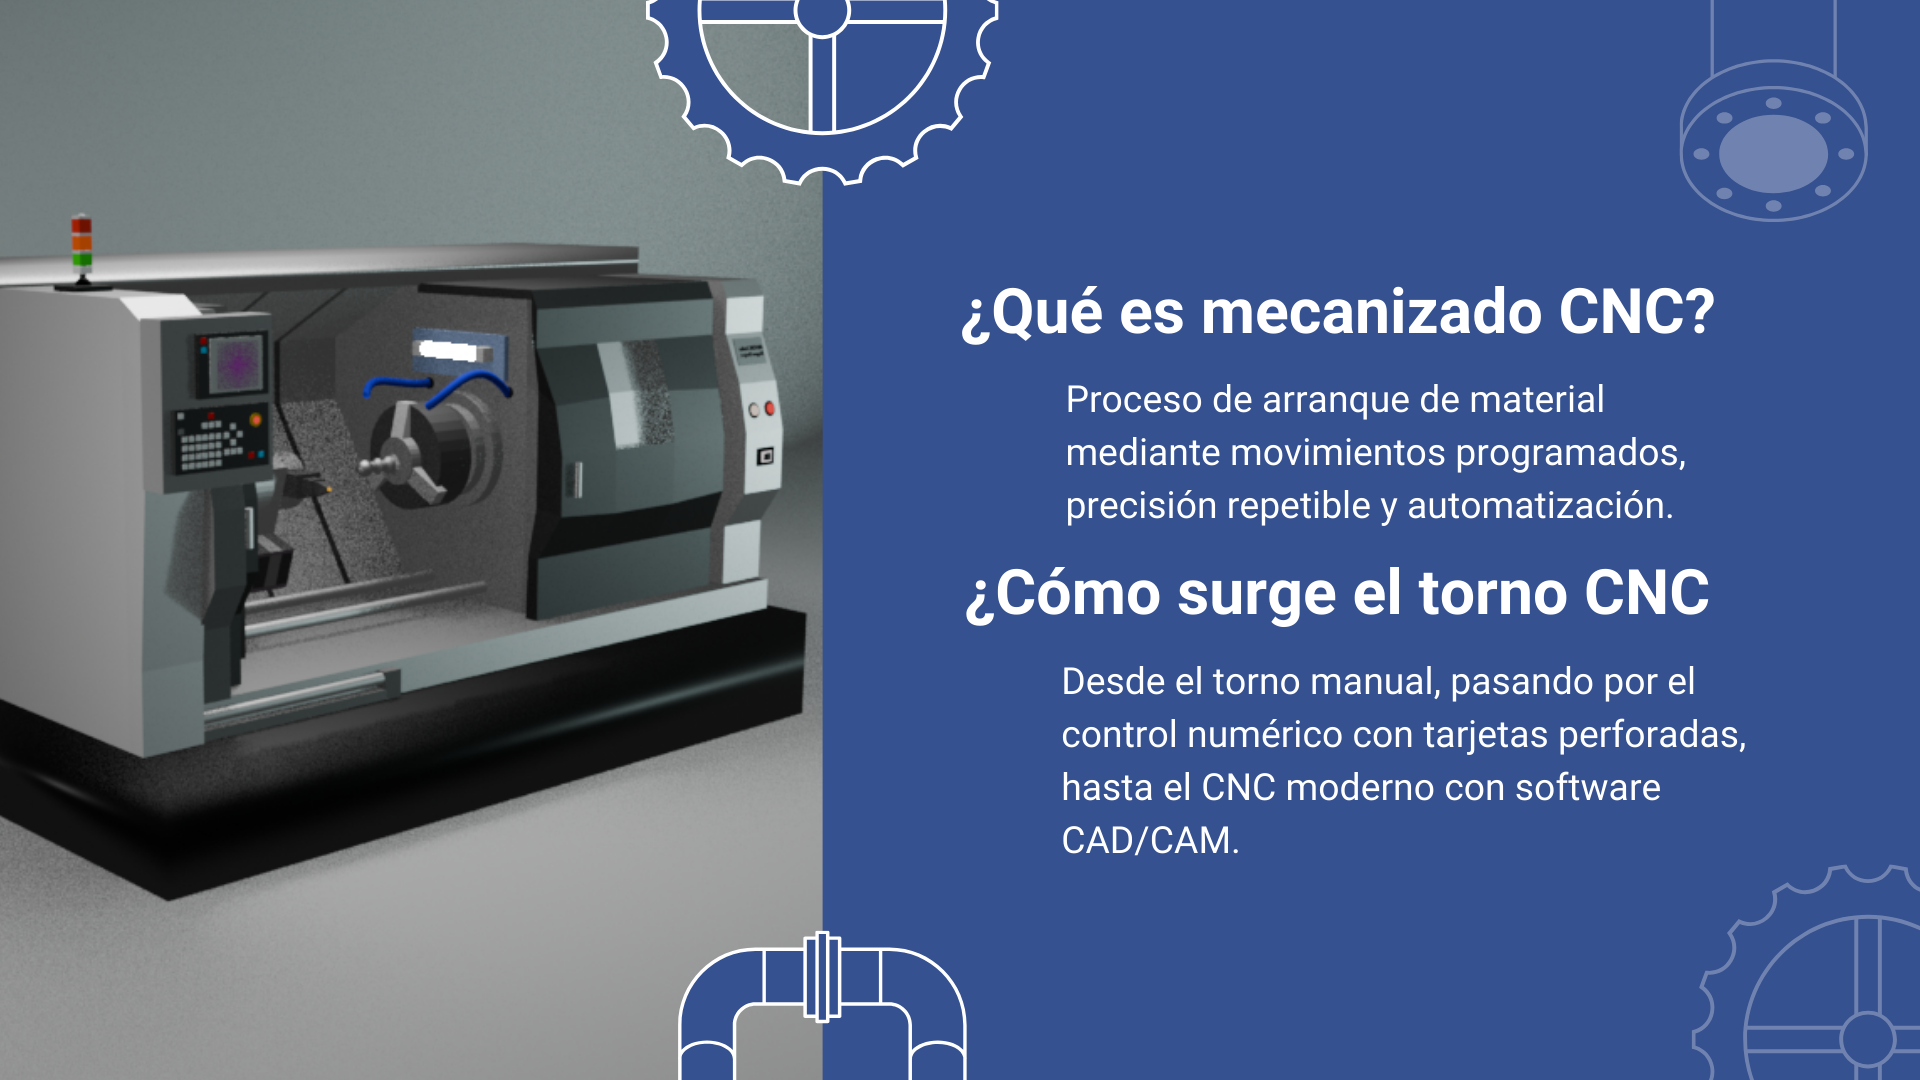 ¿Qué es mecanizado CNC?
Proceso de arranque de material
mediante movimientos programados,
precisión repetible y automatización.
¿Cómo surge el torno CNC
Desde el torno manual, pasando por el
control numérico con tarjetas perforadas,
hasta el CNC moderno con software
CAD/CAM.